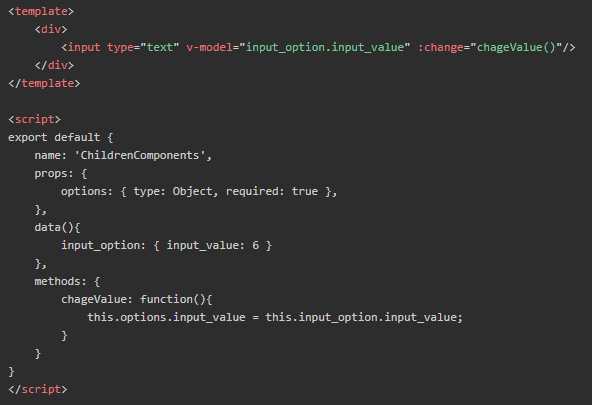 <template>
    <div>
        <input type="text" v-model="input_option.input_value" :change="chageValue()"/>
    </div>
</template>

<script>
export default {
    name: 'ChildrenComponents',
    props: {
        options: { type: Object, required: true },
    },
    data(){
        input_option: { input_value: 6 }
    },
    methods: {
        chageValue: function(){
            this.options.input_value = this.input_option.input_value;
        }
    }
}
</script>